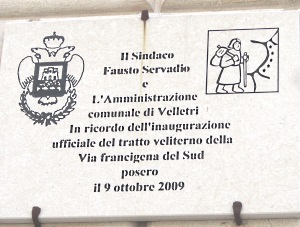 Il Sindaco
Fausto Servadio
e
L'Amministrazione
comunale di Velletri
In ricordo dell'inaugurazione
ufficiale del tratto veliterno della
Via francigena del Sud
posero
il 9 ottobre 2009